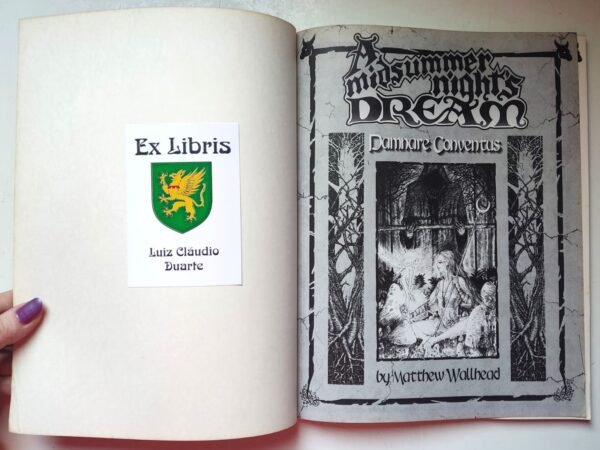 Ex Libris
Luiz Cláudio
Duarte
A
midsummer
night's
DREAM
Damnare Conventus
by Matthew Wallhead